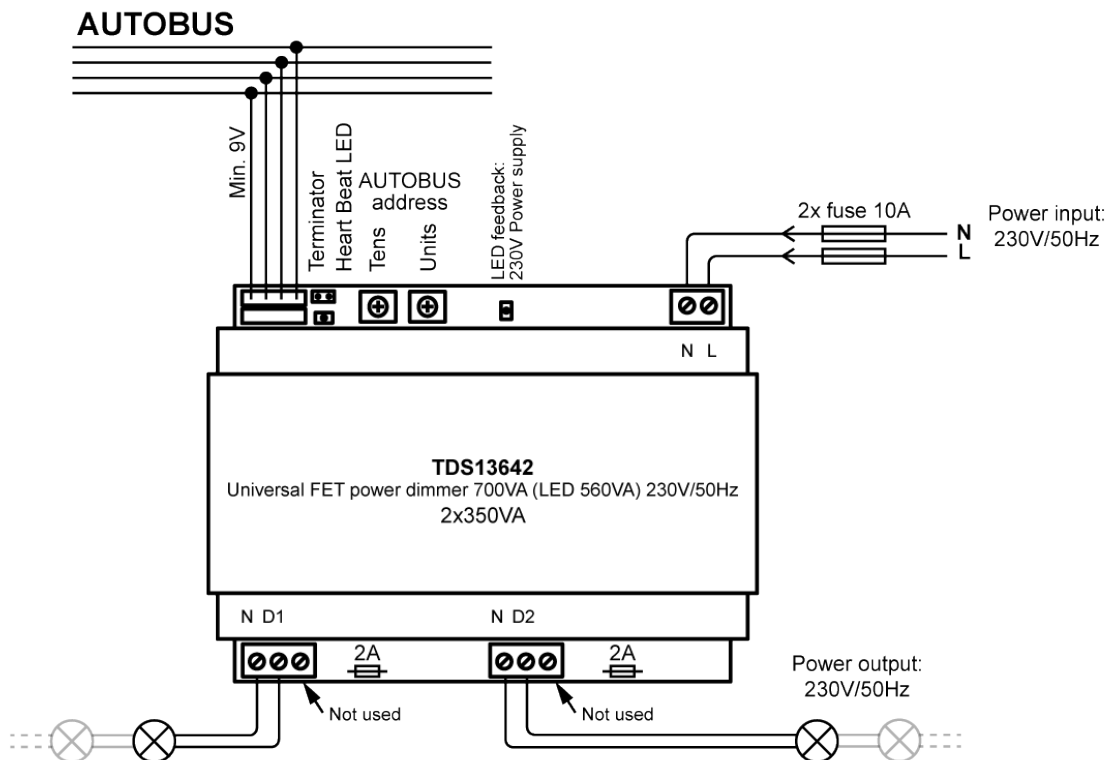 AUTOBUS
Min. 9V
Terminator
Heart Beat LED
AUTOBUS
address
Tens
Units
LED feedback:
230V Power supply
2x fuse 10A
N
L
Power input:
230V/50Hz
N L
TDS13642
Universal FET power dimmer 700VA (LED 560VA) 230V/50Hz
2x350VA
N D1
N D2
2A
2A
Not used
Not used
Power output:
230V/50Hz